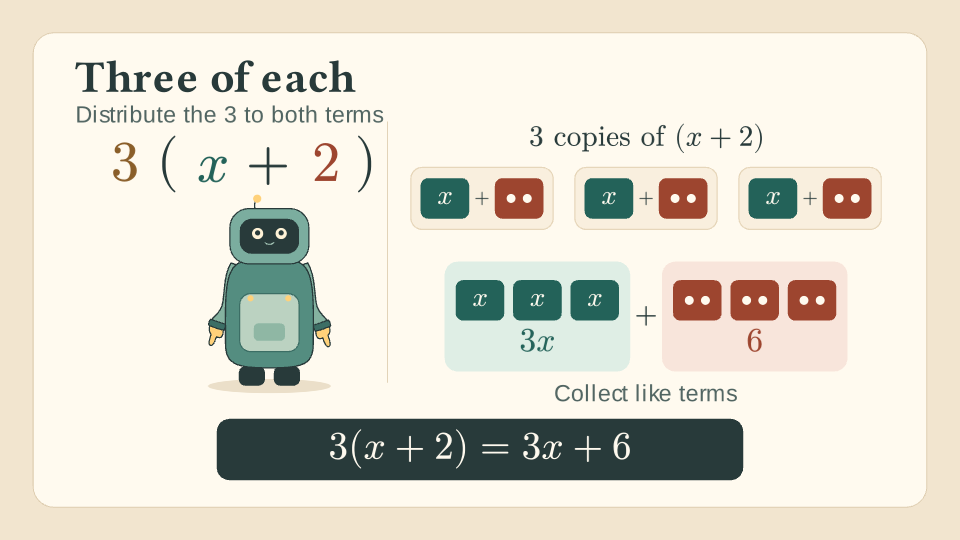 Three of each
Distribute the 3 to both terms
3 ( x + 2 )
3 copies of (x + 2)
x + x + x +
x x x
+
3x 6
Collect like terms
3(x + 2) = 3x + 6